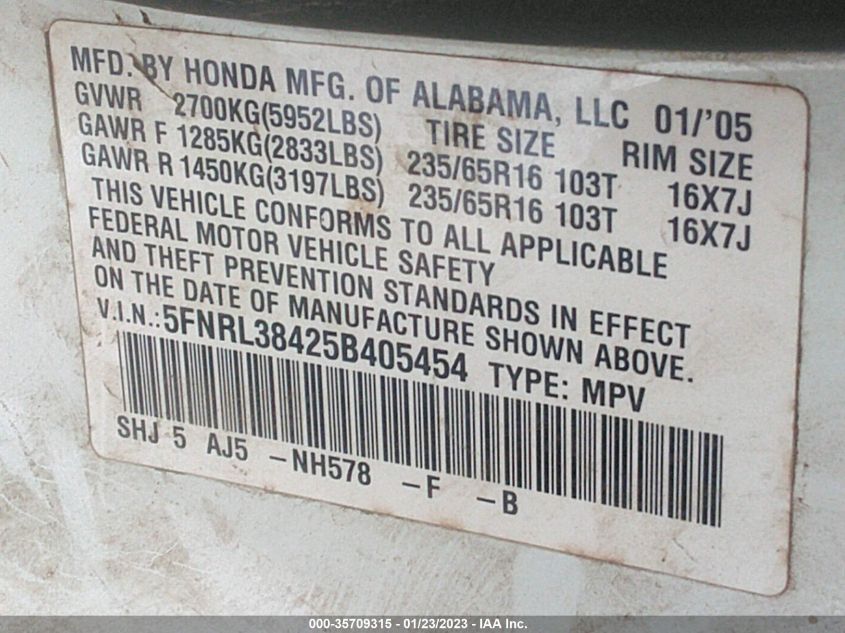 MFD. BY HONDA MFG. OF ALABAMA, LLC 01/'05
GVWR 2700KG(5952LBS) TIRE SIZE RIM SIZE
GAWR F 1285KG(2833LBS) 235/65R16 103T 16X7J
GAWR R 1450KG(3197LBS) 235/65R16 103T 16X7J
THIS VEHICLE CONFORMS TO ALL APPLICABLE
FEDERAL MOTOR VEHICLE SAFETY
AND THEFT PREVENTION STANDARDS IN EFFECT
ON THE DATE OF MANUFACTURE SHOWN ABOVE.
V.I.N.:5FNRL38425B405454 TYPE: MPV
SHJ 5 AJ5 -NH578 -F -B
000-35709315 - 01/23/2023 - IAA Inc.